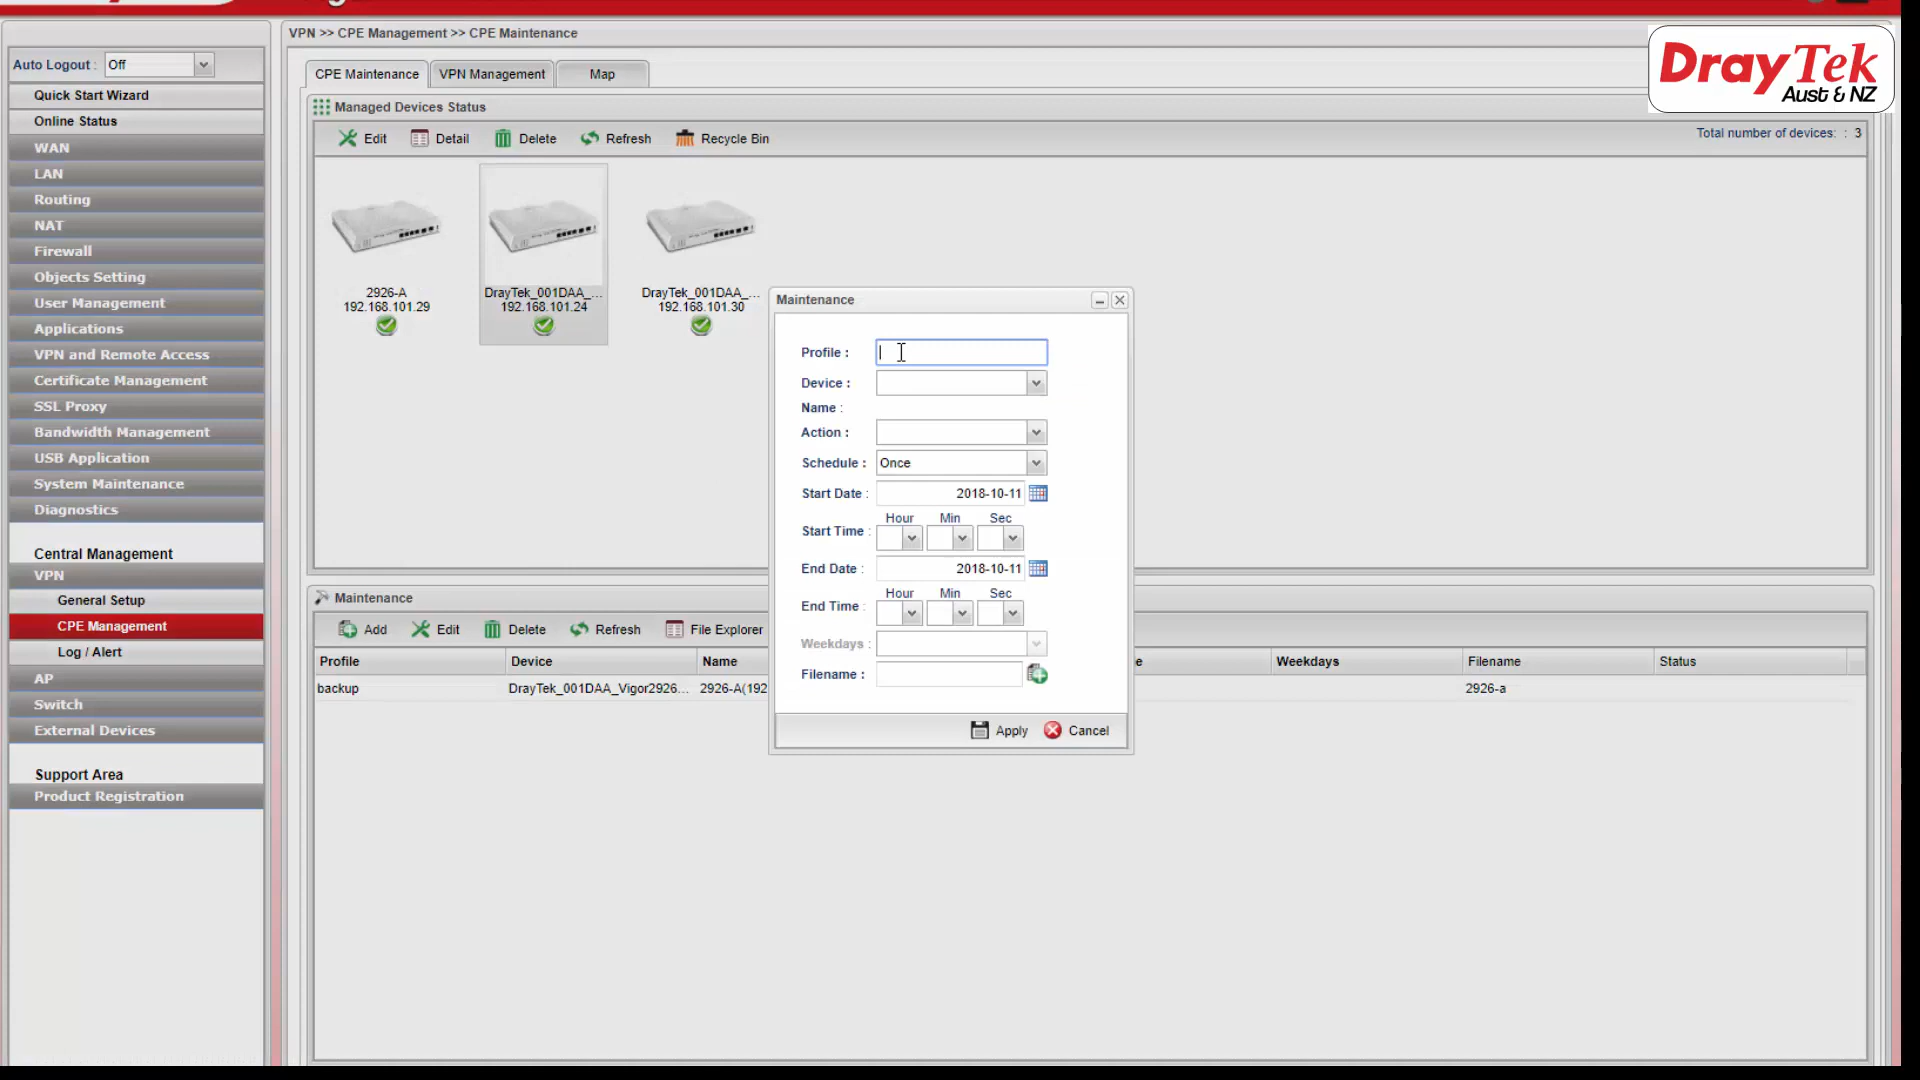 VPN >> CPE Management >> CPE Maintenance
DrayTek
Aust & NZ
Auto Logout : Off
Quick Start Wizard
Online Status
WAN
LAN
Routing
NAT
Firewall
Objects Setting
User Management
Applications
VPN and Remote Access
Certificate Management
SSL Proxy
Bandwidth Management
USB Application
System Maintenance
Diagnostics
Central Management
VPN
General Setup
CPE Management
Log / Alert
AP
Switch
External Devices
Support Area
Product Registration
CPE Maintenance VPN Management Map
Managed Devices Status
Edit Detail Delete Refresh Recycle Bin Total number of devices: : 3
2926-A
192.168.101.29
DrayTek_001DAA_...
192.168.101.24
DrayTek_001DAA_...
192.168.101.30
Maintenance
Profile :
Device :
Name :
Action :
Schedule : Once
Start Date : 2018-10-11
Hour Min Sec
Start Time :
End Date : 2018-10-11
Hour Min Sec
End Time :
Weekdays :
Filename :
Apply Cancel
Maintenance
Add Edit Delete Refresh File Explorer
Profile Device Name e Weekdays Filename Status
backup DrayTek_001DAA_Vigor2926... 2926-A(192 2926-a